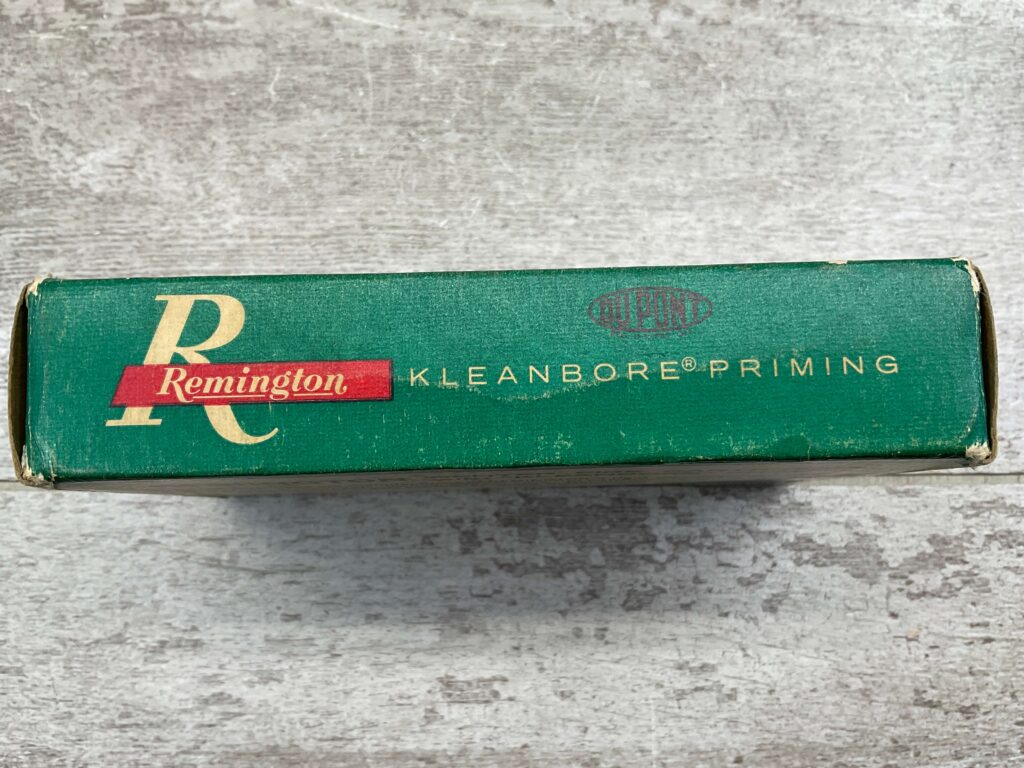 DU PONT
R
Remington
KLEANBORE® PRIMING